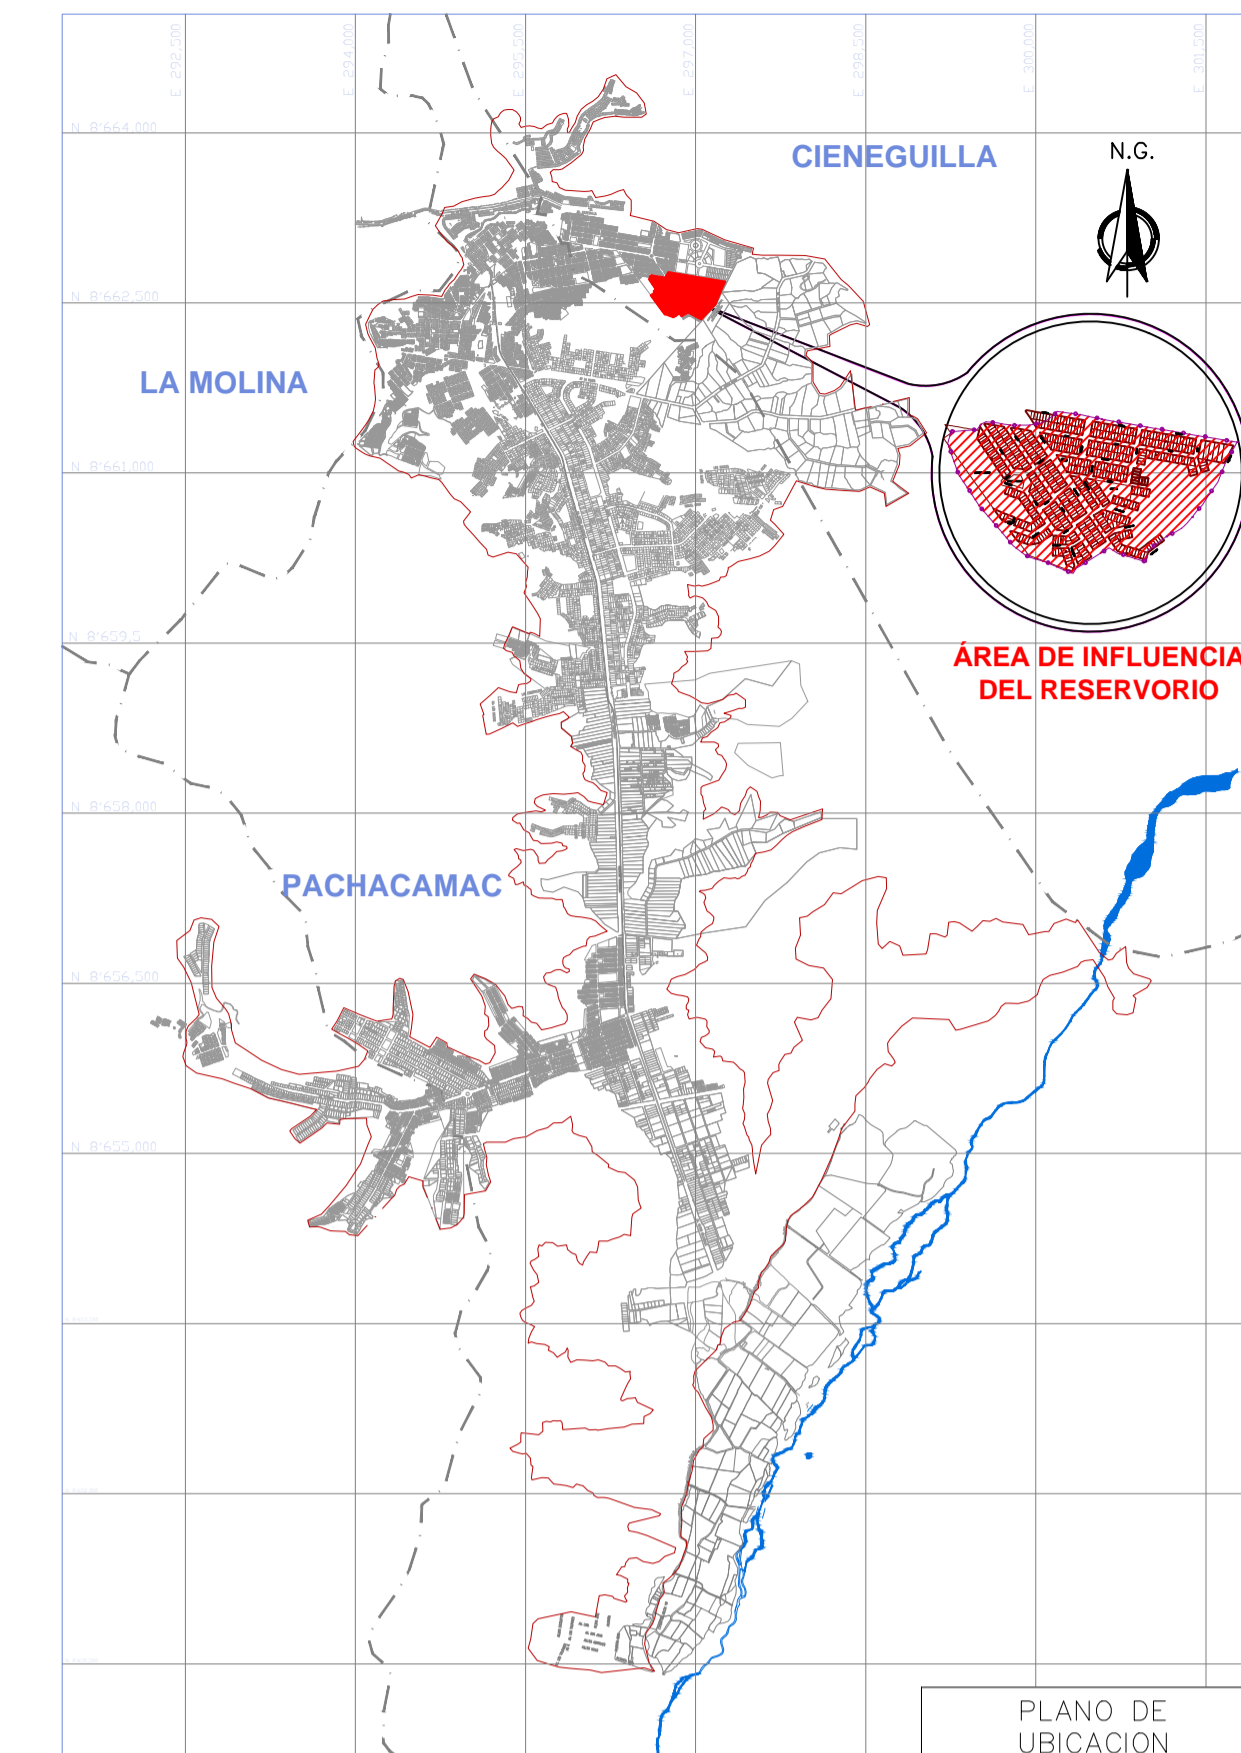 E 292,500
E 294,000
E 295,500
E 297,000
E 298,500
E 300,000
E 301,500
N 8'664,000
CIENEGUILLA
N.G.
N 8'662,500
LA MOLINA
N 8'661,000
N 8'659,5
ÁREA DE INFLUENCIA
DEL RESERVORIO
N 8'658,000
PACHACAMAC
N 8'656,500
N 8'655,000
PLANO DE
UBICACION